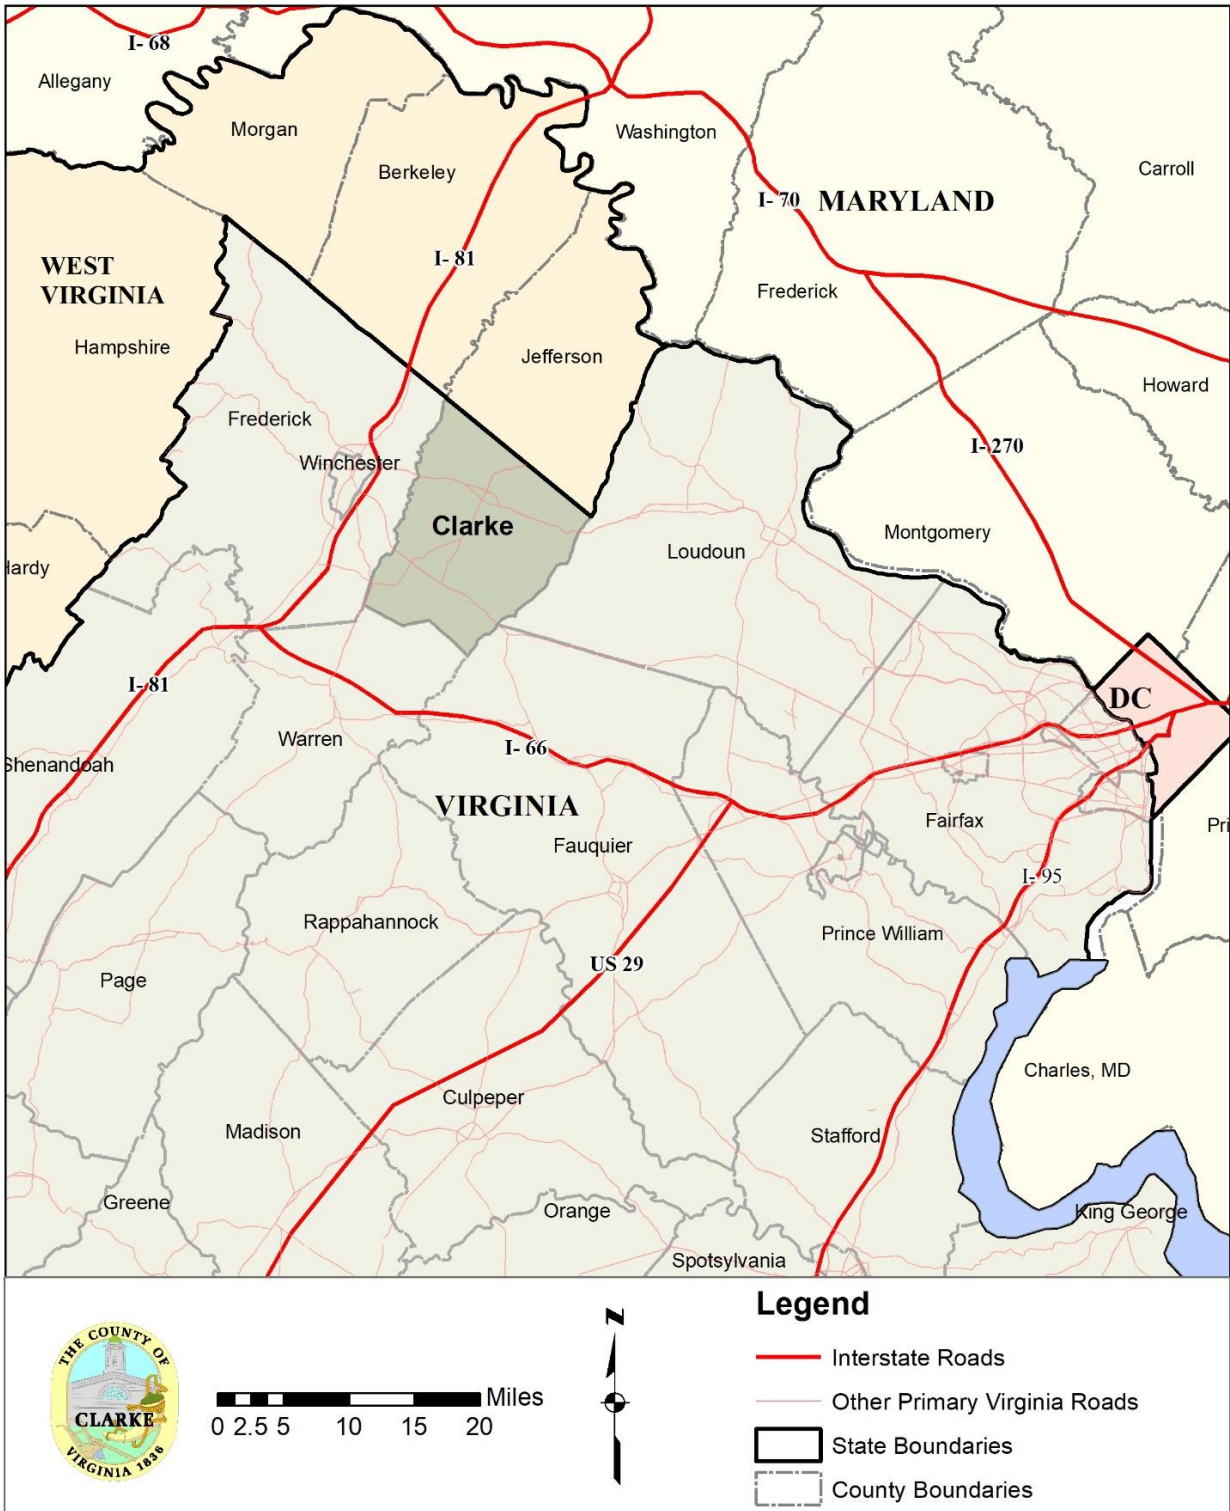 I- 68
Allegany
Morgan
Washington
Berkeley
Carroll
I- 70
MARYLAND
WEST
VIRGINIA
I- 81
Frederick
Hampshire
Jefferson
Howard
Frederick
I- 270
Winchester
Clarke
Montgomery
Loudoun
Hardy
I- 81
DC
Warren
I- 66
Shenandoah
VIRGINIA
Fairfax
Pri
Fauquier
I- 95
Rappahannock
Prince William
US 29
Page
Charles, MD
Culpeper
Madison
Stafford
Greene
Orange
King George
Spotsylvania
Legend
Interstate Roads
Other Primary Virginia Roads
State Boundaries
County Boundaries
N
Miles
0 2.5 5 10 15 20
THE COUNTY OF
CLARKE
VIRGINIA 1836